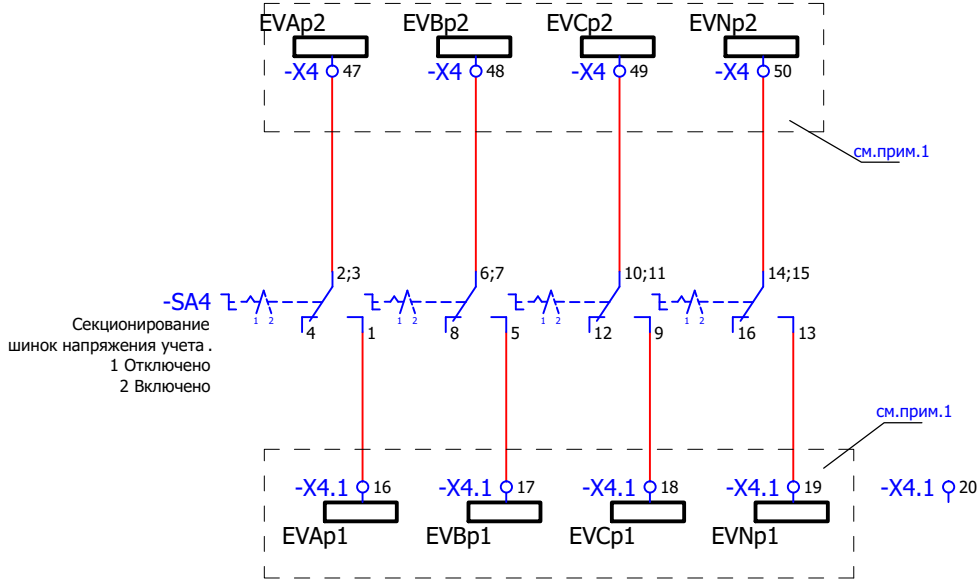 EVAp2 EVBp2 EVCp2 EVNp2
-X4 47 -X4 48 -X4 49 -X4 50
см.прим.1
2;3 6;7 10;11 14;15
-SA4
1 2 1 2 1 2 1 2
4 1 8 5 12 9 16 13
Секционирование
шинок напряжения учета .
1 Отключено
2 Включено
см.прим.1
-X4.1 16 -X4.1 17 -X4.1 18 -X4.1 19 -X4.1 20
EVAp1 EVBp1 EVCp1 EVNp1